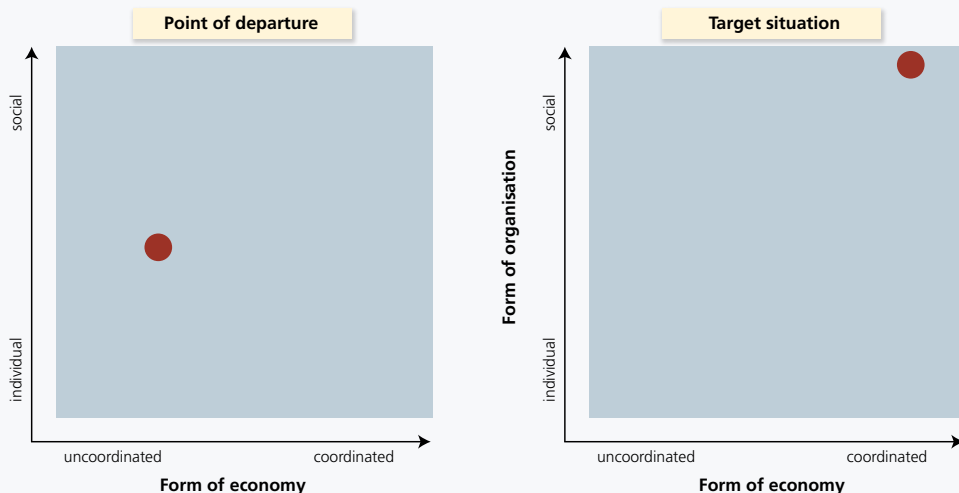 Point of departure
social
individual
uncoordinated
coordinated
Form of economy
Target situation
Form of organisation
social
individual
uncoordinated
coordinated
Form of economy